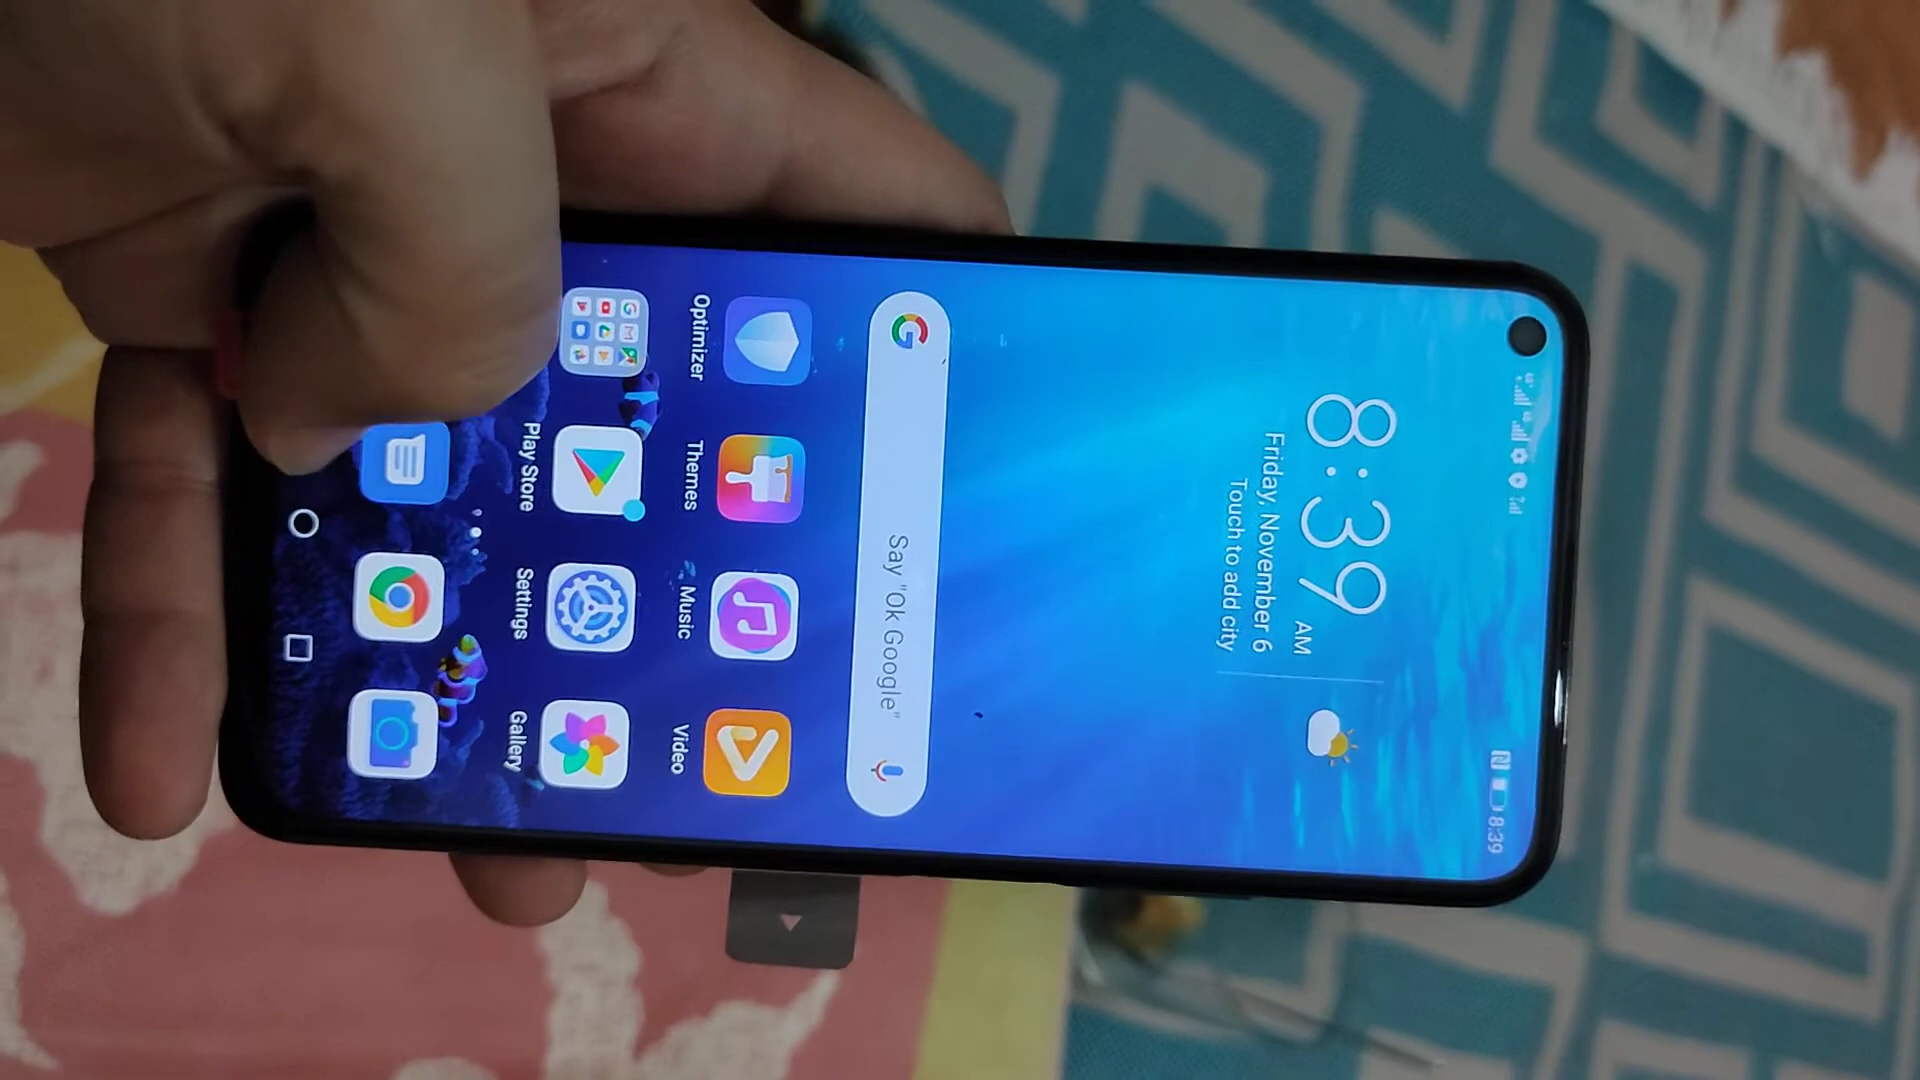 8:39
8:39 AM
Friday, November 6
Touch to add city
Say "Ok Google"
Optimizer
Themes
Music
Video
Play Store
Settings
Gallery